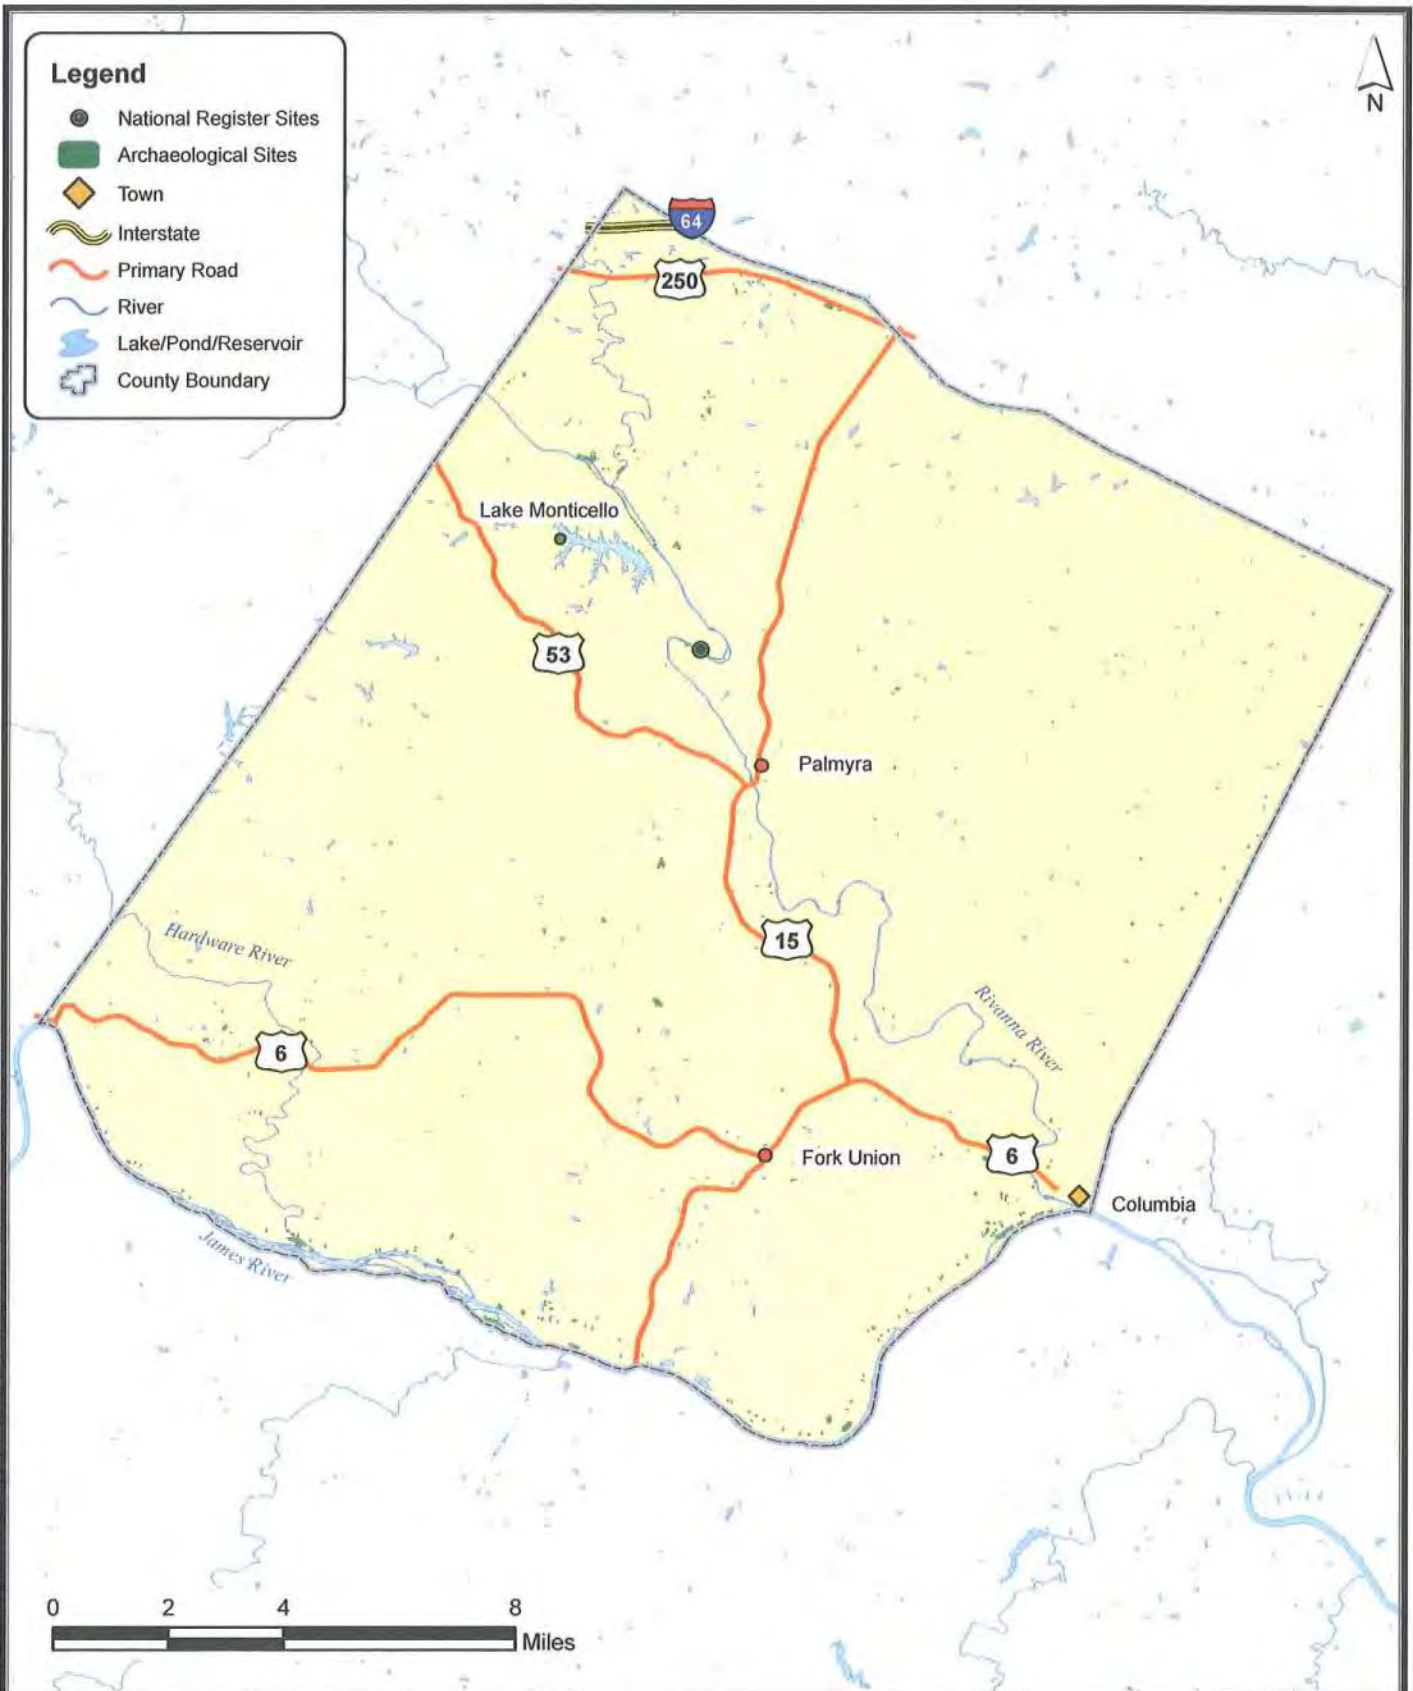 Legend
National Register Sites
Archaeological Sites
Town
Interstate
Primary Road
River
Lake/Pond/Reservoir
County Boundary
N
64
250
Lake Monticello
53
Palmyra
15
Hardware River
Rivanna River
6
Fork Union
6
Columbia
James River
0 2 4 8
Miles